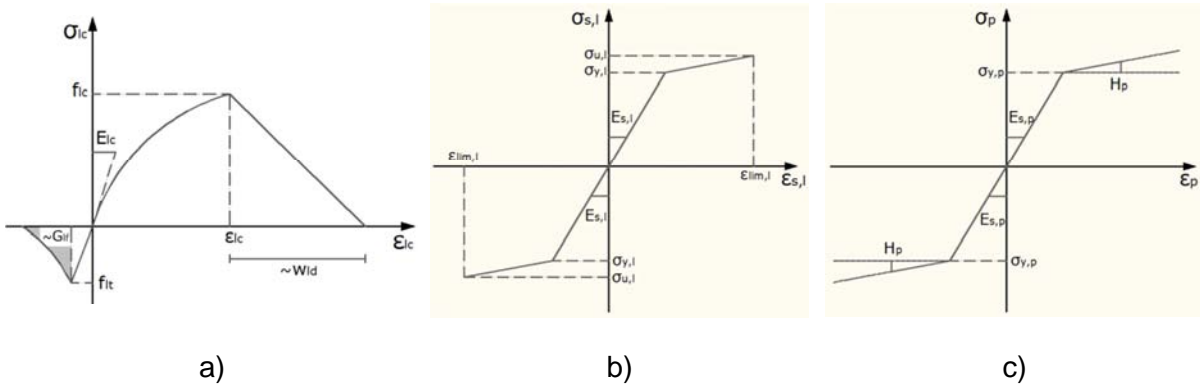 σlc
flc
Elc
~Glf
εlc
εlc
~Wld
flt
a)
σs,l
σu,l
σy,l
Es,l
εlim,l
εlim,l
εs,l
Es,l
σy,l
σu,l
b)
σp
σy,p
Hp
Es,p
εp
Es,p
Hp
σy,p
c)